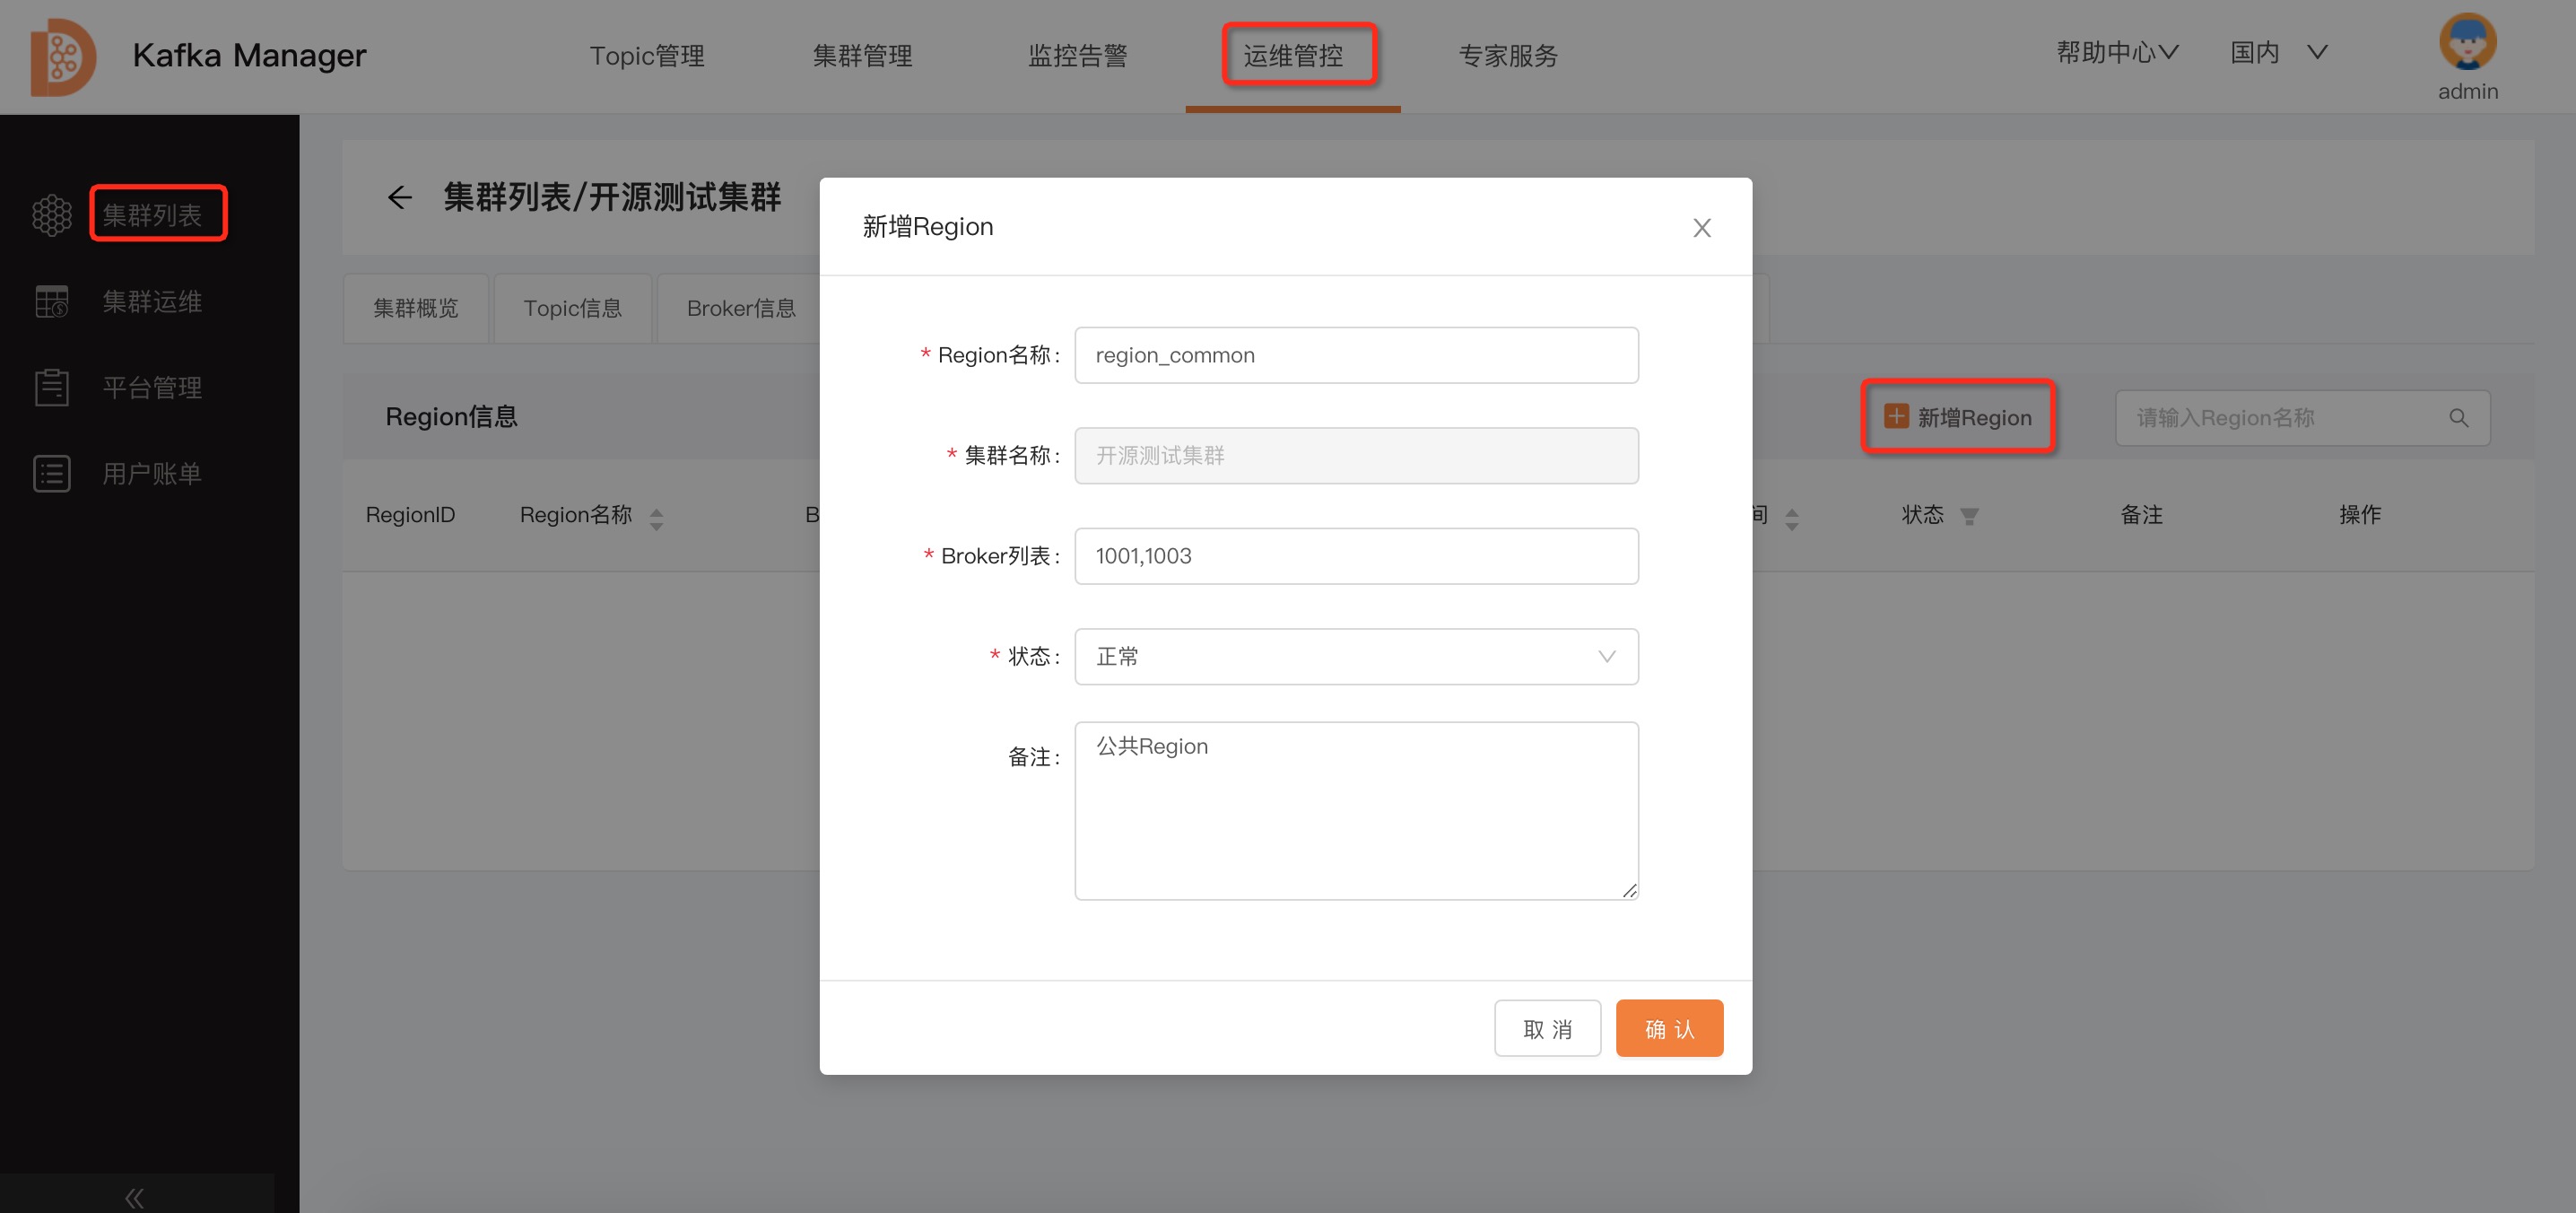 Kafka Manager
Topic管理
集群管理
监控告警
运维管控
专家服务
帮助中心
国内
admin
集群列表
集群运维
平台管理
用户账单
集群列表/开源测试集群
集群概览
Topic信息
Broker信息
Region信息
新增Region
请输入Region名称
RegionID
Region名称
B
间
状态
备注
操作
新增Region
* Region名称:
region_common
* 集群名称:
开源测试集群
* Broker列表:
1001,1003
* 状态:
正常
备注:
公共Region
取 消
确 认